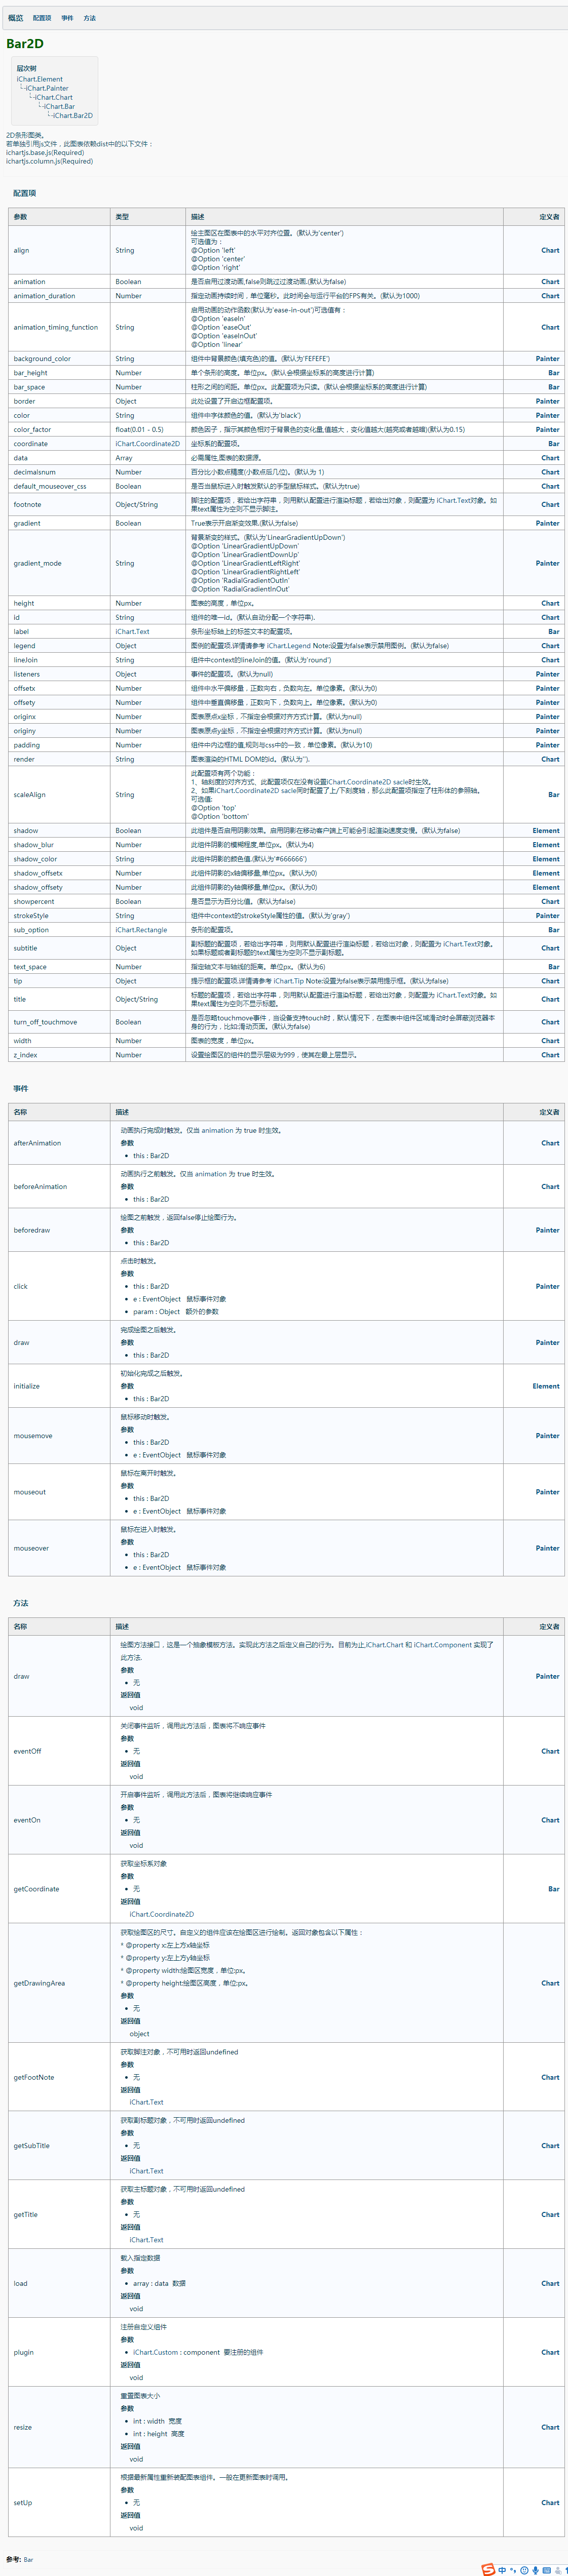 概览 配置项 事件 方法
Bar2D
层次树
iChart.Element
iChart.Painter
iChart.Chart
iChart.Bar
iChart.Bar2D
2D条形图类。
若单独引用js文件，此图表依赖dist中的以下文件：
ichartjs.base.js(Required)
ichartjs.column.js(Required)
配置项
参数 类型 描述 定义者
align String 绘主图区在图表中的水平对齐位置。(默认为'center') Chart
可选值为：
@Option 'left'
@Option 'center'
@Option 'right'
animation Boolean 是否启用过渡动画,false则跳过过渡动画.(默认为false) Chart
animation_duration Number 指定动画持续时间，单位毫秒。此时间会与运行平台的FPS有关。(默认为1000) Chart
animation_timing_function String 启用动画的动作函数(默认为'ease-in-out')可选值有： Chart
@Option 'easeIn'
@Option 'easeOut'
@Option 'easeInOut'
@Option 'linear'
background_color String 组件中背景颜色(填充色)的值。(默认为'FEFEFE') Painter
bar_height Number 单个条形的高度。单位px。(默认会根据坐标系的高度进行计算) Bar
bar_space Number 柱形之间的间距。单位px。此配置项为只读。(默认会根据坐标系的高度进行计算) Bar
border Object 此处设置了开启边框配置项。 Painter
color String 组件中字体颜色的值。(默认为'black') Painter
color_factor float(0.01 - 0.5) 颜色因子，指示其颜色相对于背景色的变化量,值越大，变化值越大(越亮或者越暗)(默认为0.15) Painter
coordinate iChart.Coordinate2D 坐标系的配置项。 Bar
data Array 必需属性,图表的数据源。 Chart
decimalsnum Number 百分比小数点精度(小数点后几位)。(默认为 1) Chart
default_mouseover_css Boolean 是否当鼠标进入时触发默认的手型鼠标样式。(默认为true) Chart
footnote Object/String 脚注的配置项，若给出字符串，则用默认配置进行渲染标题，若给出对象，则配置为 iChart.Text对象。如 Chart
果text属性为空则不显示脚注。
gradient Boolean True表示开启渐变效果.(默认为false) Painter
gradient_mode String 背景渐变的样式。(默认为'LinearGradientUpDown') Painter
@Option 'LinearGradientUpDown'
@Option 'LinearGradientDownUp'
@Option 'LinearGradientLeftRight'
@Option 'LinearGradientRightLeft'
@Option 'RadialGradientOutIn'
@Option 'RadialGradientInOut'
height Number 图表的高度，单位px。 Chart
id String 组件的唯一id。(默认自动分配一个字符串). Chart
label iChart.Text 条形坐标轴上的标签文本的配置项。 Bar
legend Object 图例的配置项,详情请参考 iChart.Legend Note:设置为false表示禁用图例。(默认为false) Chart
lineJoin String 组件中context的lineJoin的值。(默认为'round') Chart
listeners Object 事件的配置项。(默认为null) Painter
offsetx Number 组件中水平偏移量，正数向右，负数向左。单位像素。(默认为0) Painter
offsety Number 组件中垂直偏移量，正数向下，负数向上。单位像素。(默认为0) Painter
originx Number 图表原点x坐标，不指定会根据对齐方式计算。(默认为null) Painter
originy Number 图表原点y坐标，不指定会根据对齐方式计算。(默认为null) Painter
padding Number 组件中内边框的值,规则与css中的一致，单位像素。(默认为10) Painter
render String 图表渲染的HTML DOM的id。(默认为''). Chart
scaleAlign String 此配置项有两个功能： Bar
1、轴刻度的对齐方式，此配置项仅在没有设置iChart.Coordinate2D sacle时生效。
2、如果iChart.Coordinate2D sacle同时配置了上/下刻度轴，那么此配置项指定了柱形体的参照轴。
可选值:
@Option 'top'
@Option 'bottom'
shadow Boolean 此组件是否启用阴影效果。启用阴影在移动客户端上可能会引起渲染速度变慢。(默认为false) Element
shadow_blur Number 此组件阴影的模糊程度,单位px。(默认为4) Element
shadow_color String 此组件阴影的颜色值.(默认为'#666666') Element
shadow_offsetx Number 此组件阴影的x轴偏移量,单位px。(默认为0) Element
shadow_offsety Number 此组件阴影的y轴偏移量,单位px。(默认为0) Element
showpercent Boolean 是否显示为百分比值。(默认为false) Chart
strokeStyle String 组件中context的strokeStyle属性的值。(默认为'gray') Painter
sub_option iChart.Rectangle 条形的配置项。 Bar
subtitle Object 副标题的配置项，若给出字符串，则用默认配置进行渲染标题，若给出对象，则配置为 iChart.Text对象。 Chart
如果标题或者副标题的text属性为空则不显示副标题。
text_space Number 指定轴文本与轴线的距离。单位px。(默认为6) Bar
tip Object 提示框的配置项.详情请参考 iChart.Tip Note:设置为false表示禁用提示框。(默认为false) Chart
title Object/String 标题的配置项，若给出字符串，则用默认配置进行渲染标题，若给出对象，则配置为 iChart.Text对象。如 Chart
果text属性为空则不显示标题。
turn_off_touchmove Boolean 是否忽略touchmove事件，当设备支持touch时，默认情况下，在图表中组件区域滑动时会屏蔽浏览器本 Chart
身的行为，比如:滑动页面。(默认为false)
width Number 图表的宽度，单位px。 Chart
z_index Number 设置绘图区的组件的显示层级为999，使其在最上层显示。 Chart
事件
名称 描述 定义者
afterAnimation 动画执行完成时触发。仅当 animation 为 true 时生效。 Chart
参数
this : Bar2D
beforeAnimation 动画执行之前触发。仅当 animation 为 true 时生效。 Chart
参数
this : Bar2D
beforedraw 绘图之前触发，返回false停止绘图行为。 Painter
参数
this : Bar2D
click 点击时触发。 Painter
参数
this : Bar2D
e : EventObject 鼠标事件对象
param : Object 额外的参数
draw 完成绘图之后触发。 Painter
参数
this : Bar2D
initialize 初始化完成之后触发。 Element
参数
this : Bar2D
mousemove 鼠标移动时触发。 Painter
参数
this : Bar2D
e : EventObject 鼠标事件对象
mouseout 鼠标在离开时触发。 Painter
参数
this : Bar2D
e : EventObject 鼠标事件对象
mouseover 鼠标在进入时触发。 Painter
参数
this : Bar2D
e : EventObject 鼠标事件对象
方法
名称 描述 定义者
draw 绘图方法接口，这是一个抽象模板方法。实现此方法之后定义自己的行为。目前为止,iChart.Chart 和 iChart.Component 实现了 Painter
此方法.
参数
无
返回值
void
eventOff 关闭事件监听，调用此方法后，图表将不响应事件 Chart
参数
无
返回值
void
eventOn 开启事件监听，调用此方法后，图表将继续响应事件 Chart
参数
无
返回值
void
getCoordinate 获取坐标系对象 Bar
参数
无
返回值
iChart.Coordinate2D
getDrawingArea 获取绘图区的尺寸。自定义的组件应该在绘图区进行绘制。返回对象包含以下属性： Chart
* @property x:左上方x轴坐标
* @property y:左上方y轴坐标
* @property width:绘图区宽度，单位:px。
* @property height:绘图区高度，单位:px。
参数
无
返回值
object
getFootNote 获取脚注对象，不可用时返回undefined Chart
参数
无
返回值
iChart.Text
getSubTitle 获取副标题对象，不可用时返回undefined Chart
参数
无
返回值
iChart.Text
getTitle 获取主标题对象，不可用时返回undefined Chart
参数
无
返回值
iChart.Text
load 载入指定数据 Chart
参数
array : data 数据
返回值
void
plugin 注册自定义组件 Chart
参数
iChart.Custom : component 要注册的组件
返回值
void
resize 重置图表大小 Chart
参数
int : width 宽度
int : height 高度
返回值
void
setUp 根据最新属性重新装配图表组件。一般在更新图表时调用。 Chart
参数
无
返回值
void
参考: Bar
S 中